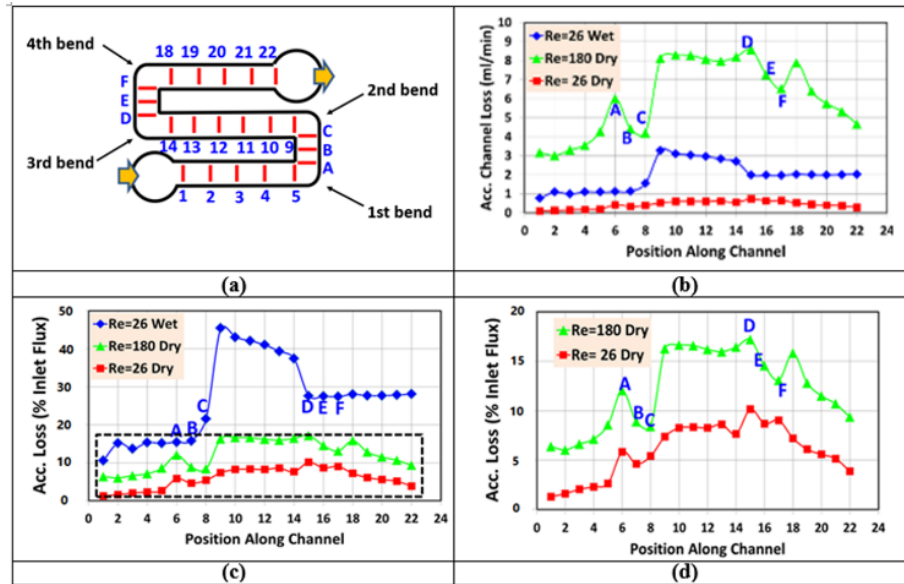 4th bend
18 19 20 21 22
F
E
D
2nd bend
C
B
A
14 13 12 11 10 9
3rd bend
1 2 3 4 5
1st bend
(a)
Acc. Channel Loss (ml/min)
10
9
8
7
6
5
4
3
2
1
0
Re=26 Wet
Re=180 Dry
Re= 26 Dry
A
B
C
D
E
F
0 2 4 6 8 10 12 14 16 18 20 22 24
Position Along Channel
(b)
Acc. Loss (% Inlet Flux)
50
40
30
20
10
0
Re=26 Wet
Re=180 Dry
Re=26 Dry
A
B
C
D E F
0 2 4 6 8 10 12 14 16 18 20 22 24
Position Along Channel
(c)
Acc. Loss (% Inlet Flux)
20
15
10
5
0
Re=180 Dry
Re= 26 Dry
A
B
C
D
E
F
0 2 4 6 8 10 12 14 16 18 20 22 24
Position Along Channel
(d)